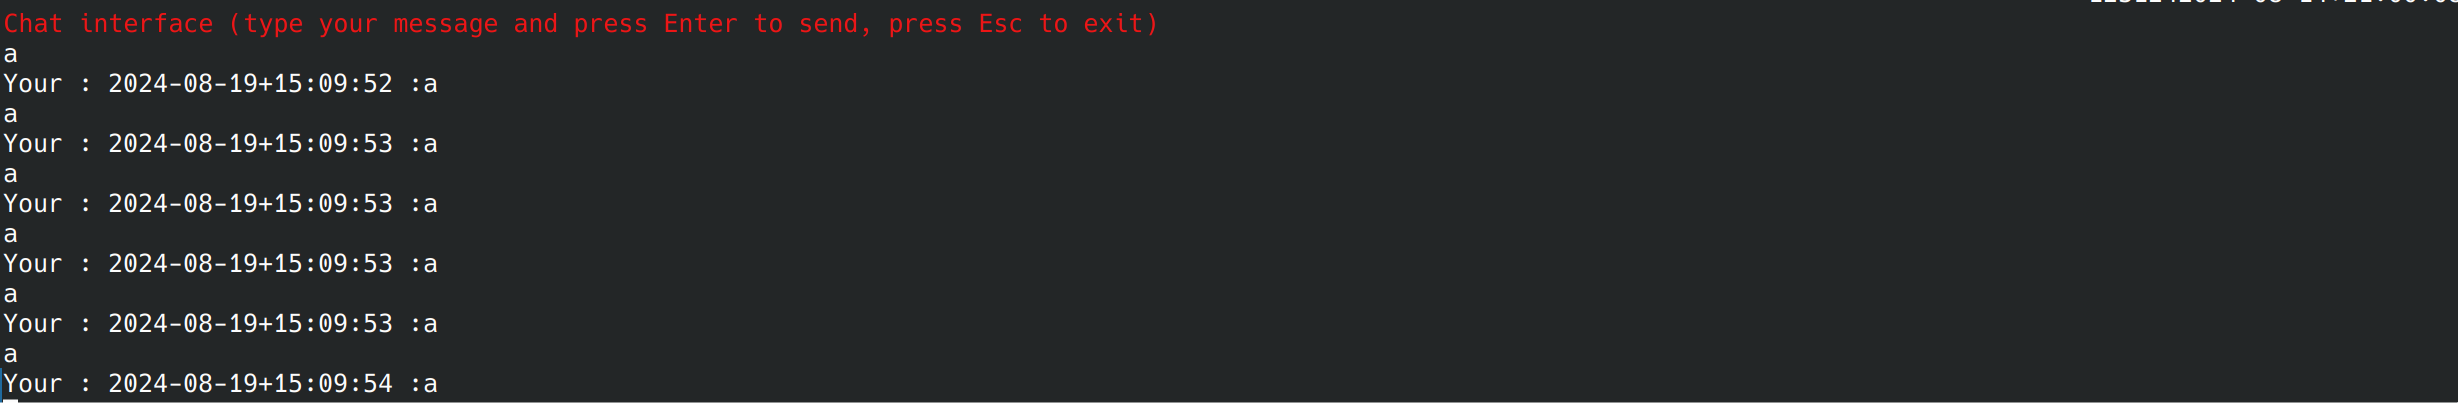 Chat interface (type your message and press Enter to send, press Esc to exit)
a
Your : 2024-08-19+15:09:52 :a
a
Your : 2024-08-19+15:09:53 :a
a
Your : 2024-08-19+15:09:53 :a
a
Your : 2024-08-19+15:09:53 :a
a
Your : 2024-08-19+15:09:53 :a
a
Your : 2024-08-19+15:09:54 :a